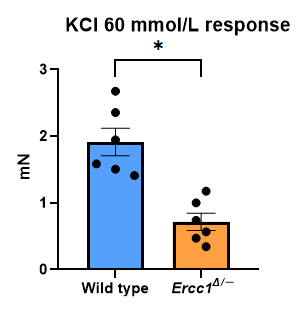 KCl 60 mmol/L response
*
3
2
1
0
mN
Wild type
Ercc1Δ/−